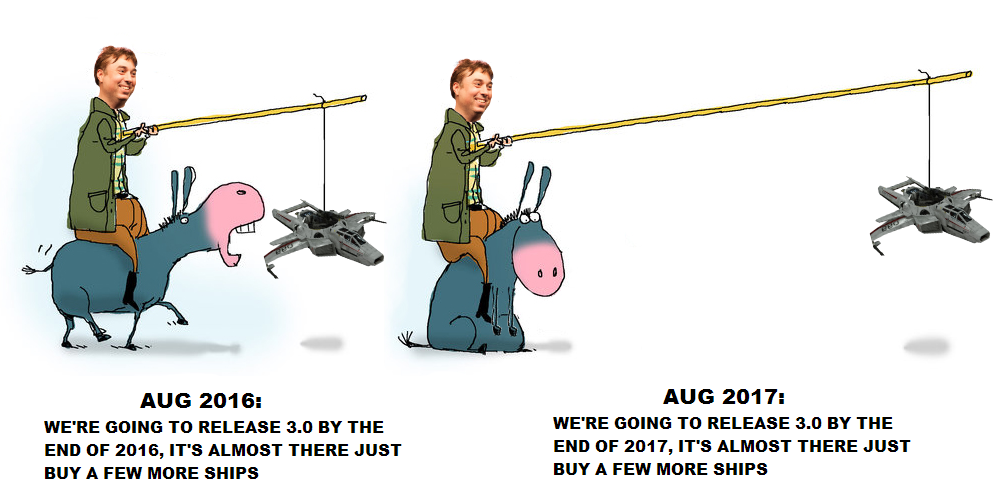 AUG 2016:
WE'RE GOING TO RELEASE 3.0 BY THE
END OF 2016, IT'S ALMOST THERE JUST
BUY A FEW MORE SHIPS
AUG 2017:
WE'RE GOING TO RELEASE 3.0 BY THE
END OF 2017, IT'S ALMOST THERE JUST
BUY A FEW MORE SHIPS